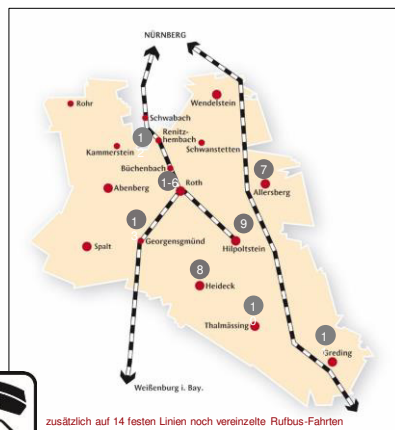 NÜRNBERG
Rohr
Wendelstein
Schwabach
Renitz-
hembach
1
Kammerstein
Schwanstetten
Büchenbach
7
1-6
Roth
Abenberg
Allersberg
1
9
Georgensgmünd
Spalt
Hilpoltstein
8
Heideck
1
Thalmässing
1
Greding
Weißenburg i. Bay.
zusätzlich auf 14 festen Linien noch vereinzelte Rufbus-Fahrten